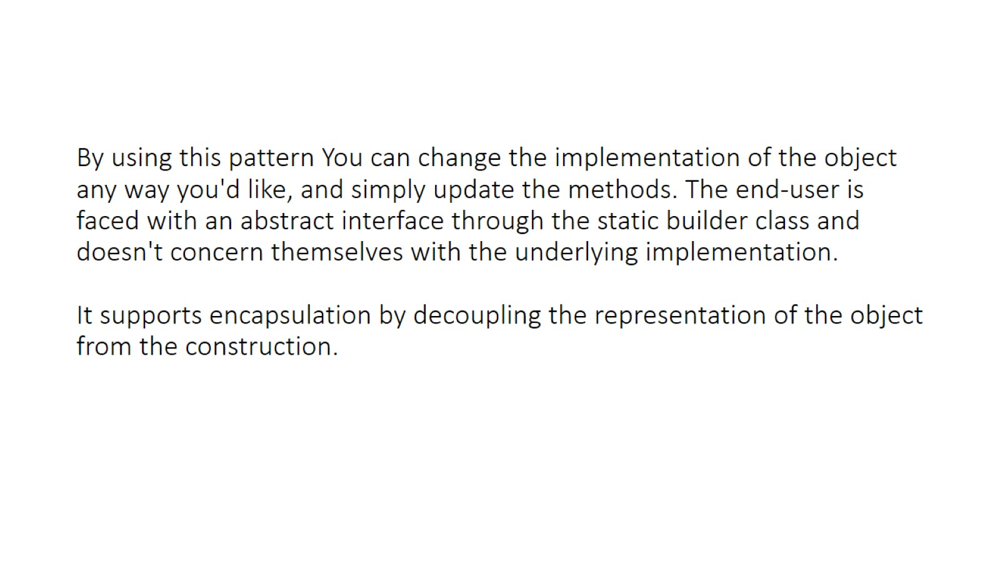 By using this pattern You can change the implementation of the object
any way you'd like, and simply update the methods. The end-user is
faced with an abstract interface through the static builder class and
doesn't concern themselves with the underlying implementation.
It supports encapsulation by decoupling the representation of the object
from the construction.